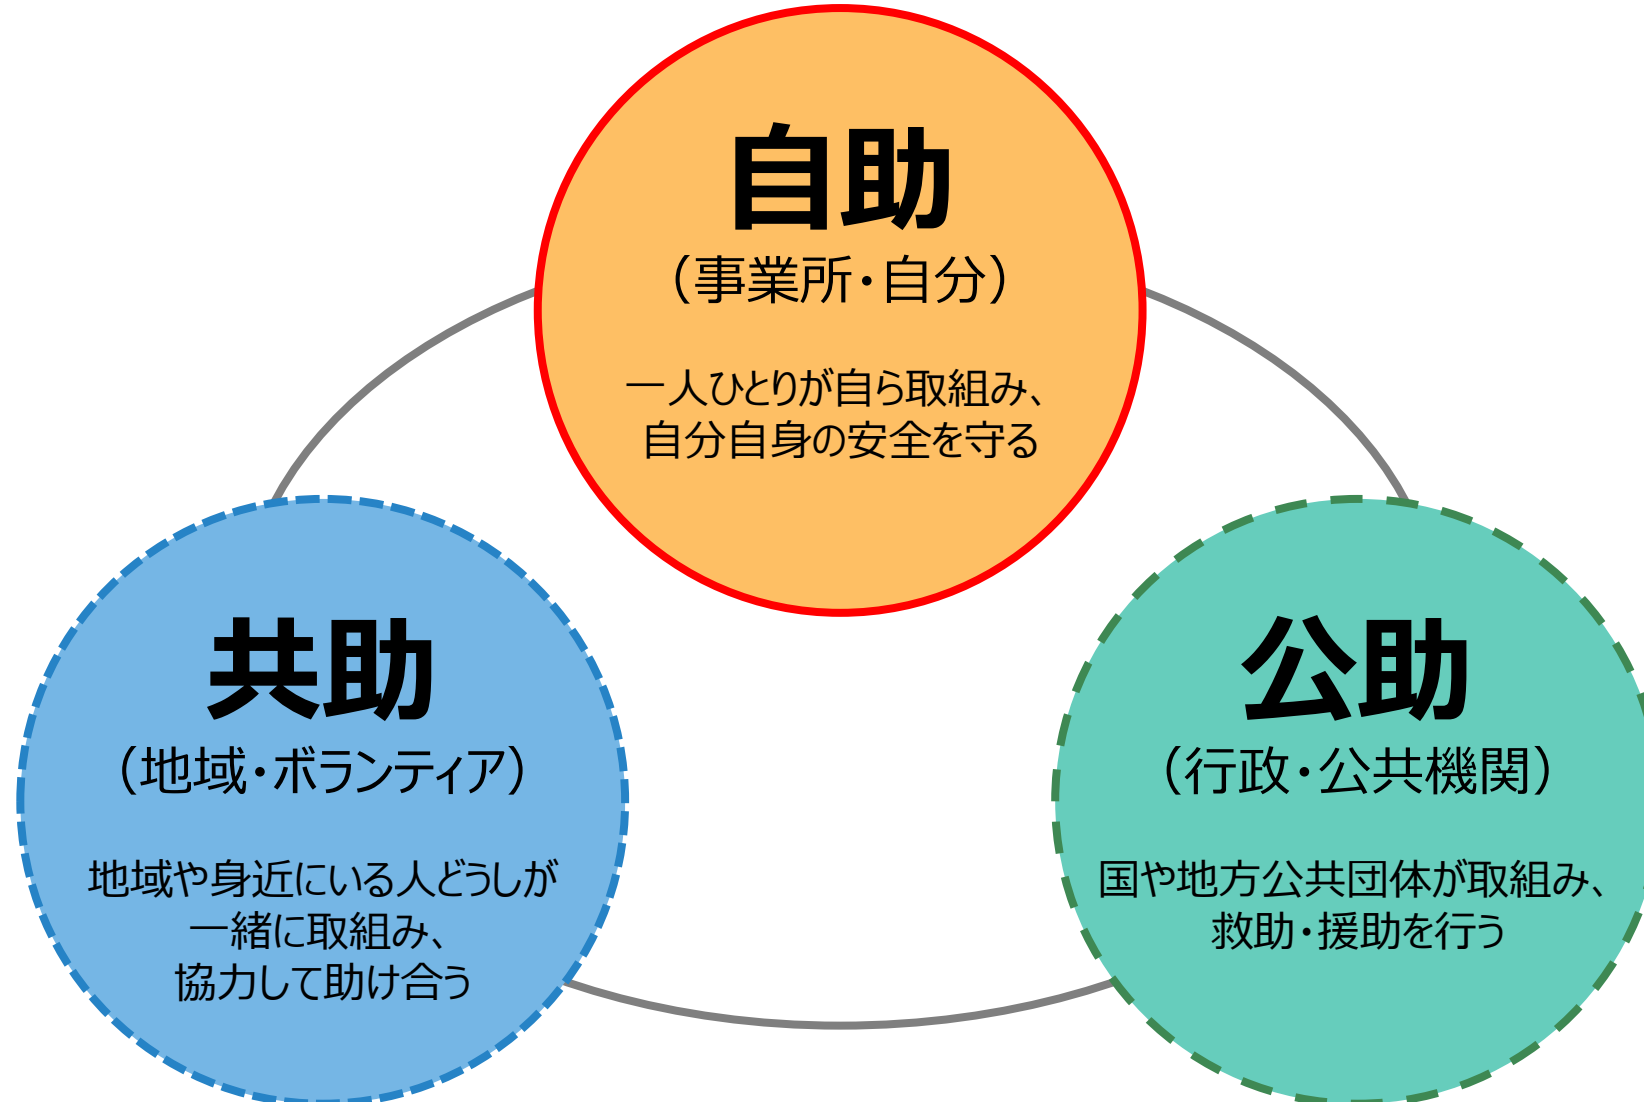 自助
（事業所・自分）
一人ひとりが自ら取組み、
自分自身の安全を守る
共助
（地域・ボランティア）
地域や身近にいる人どうしが
一緒に取組み、
協力して助け合う
公助
（行政・公共機関）
国や地方公共団体が取組み、
救助・援助を行う